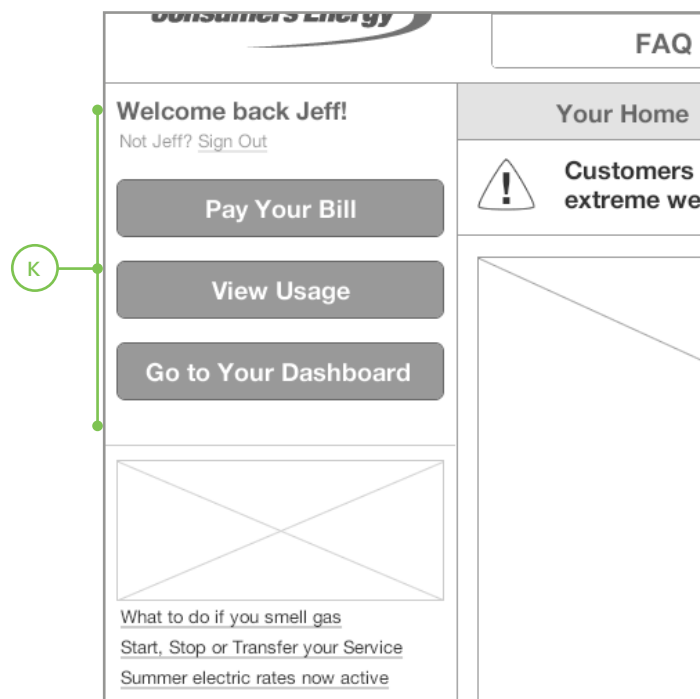 Consumers Energy
FAQ
Welcome back Jeff!
Not Jeff? Sign Out
Pay Your Bill
View Usage
Go to Your Dashboard
K
Your Home
Customers
extreme we
What to do if you smell gas
Start, Stop or Transfer your Service
Summer electric rates now active